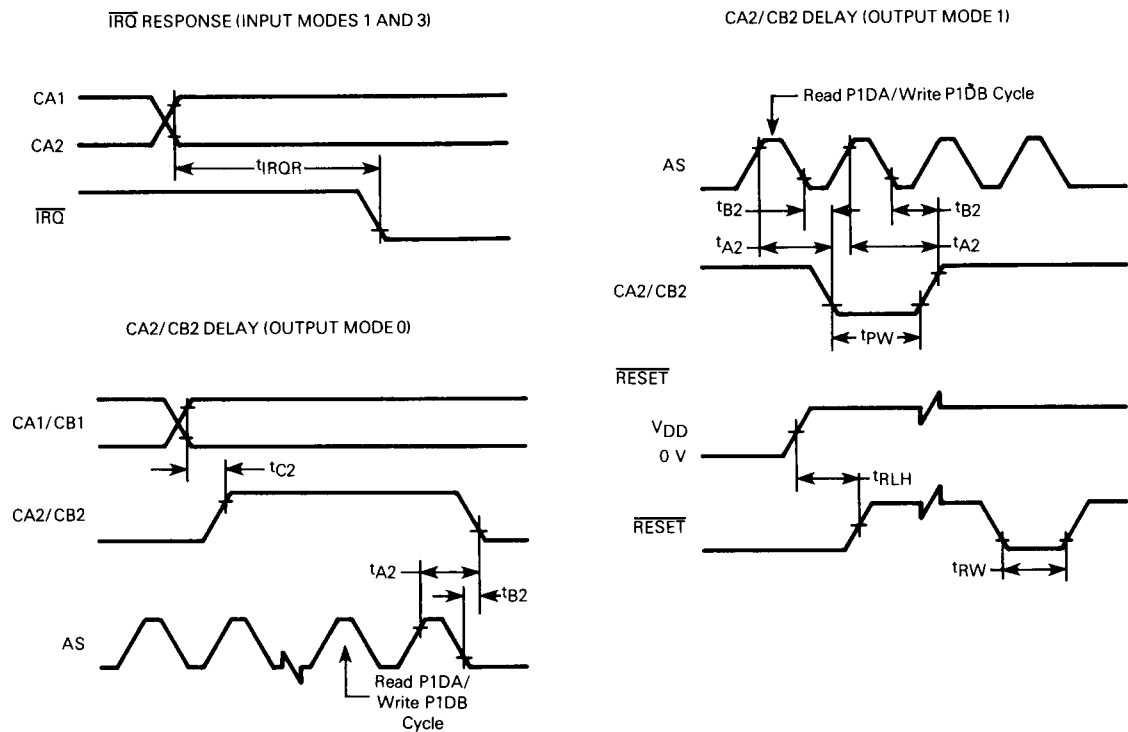 IRQ RESPONSE (INPUT MODES 1 AND 3)
CA1
CA2
tIRQR
IRQ
CA2/CB2 DELAY (OUTPUT MODE 0)
CA1/CB1
tC2
CA2/CB2
tA2
tB2
AS
Read P1DA/
Write P1DB
Cycle
CA2/CB2 DELAY (OUTPUT MODE 1)
Read P1DA/Write P1DB Cycle
AS
tB2
tB2
tA2
tA2
CA2/CB2
tPW
RESET
VDD
0 V
tRLH
RESET
tRW